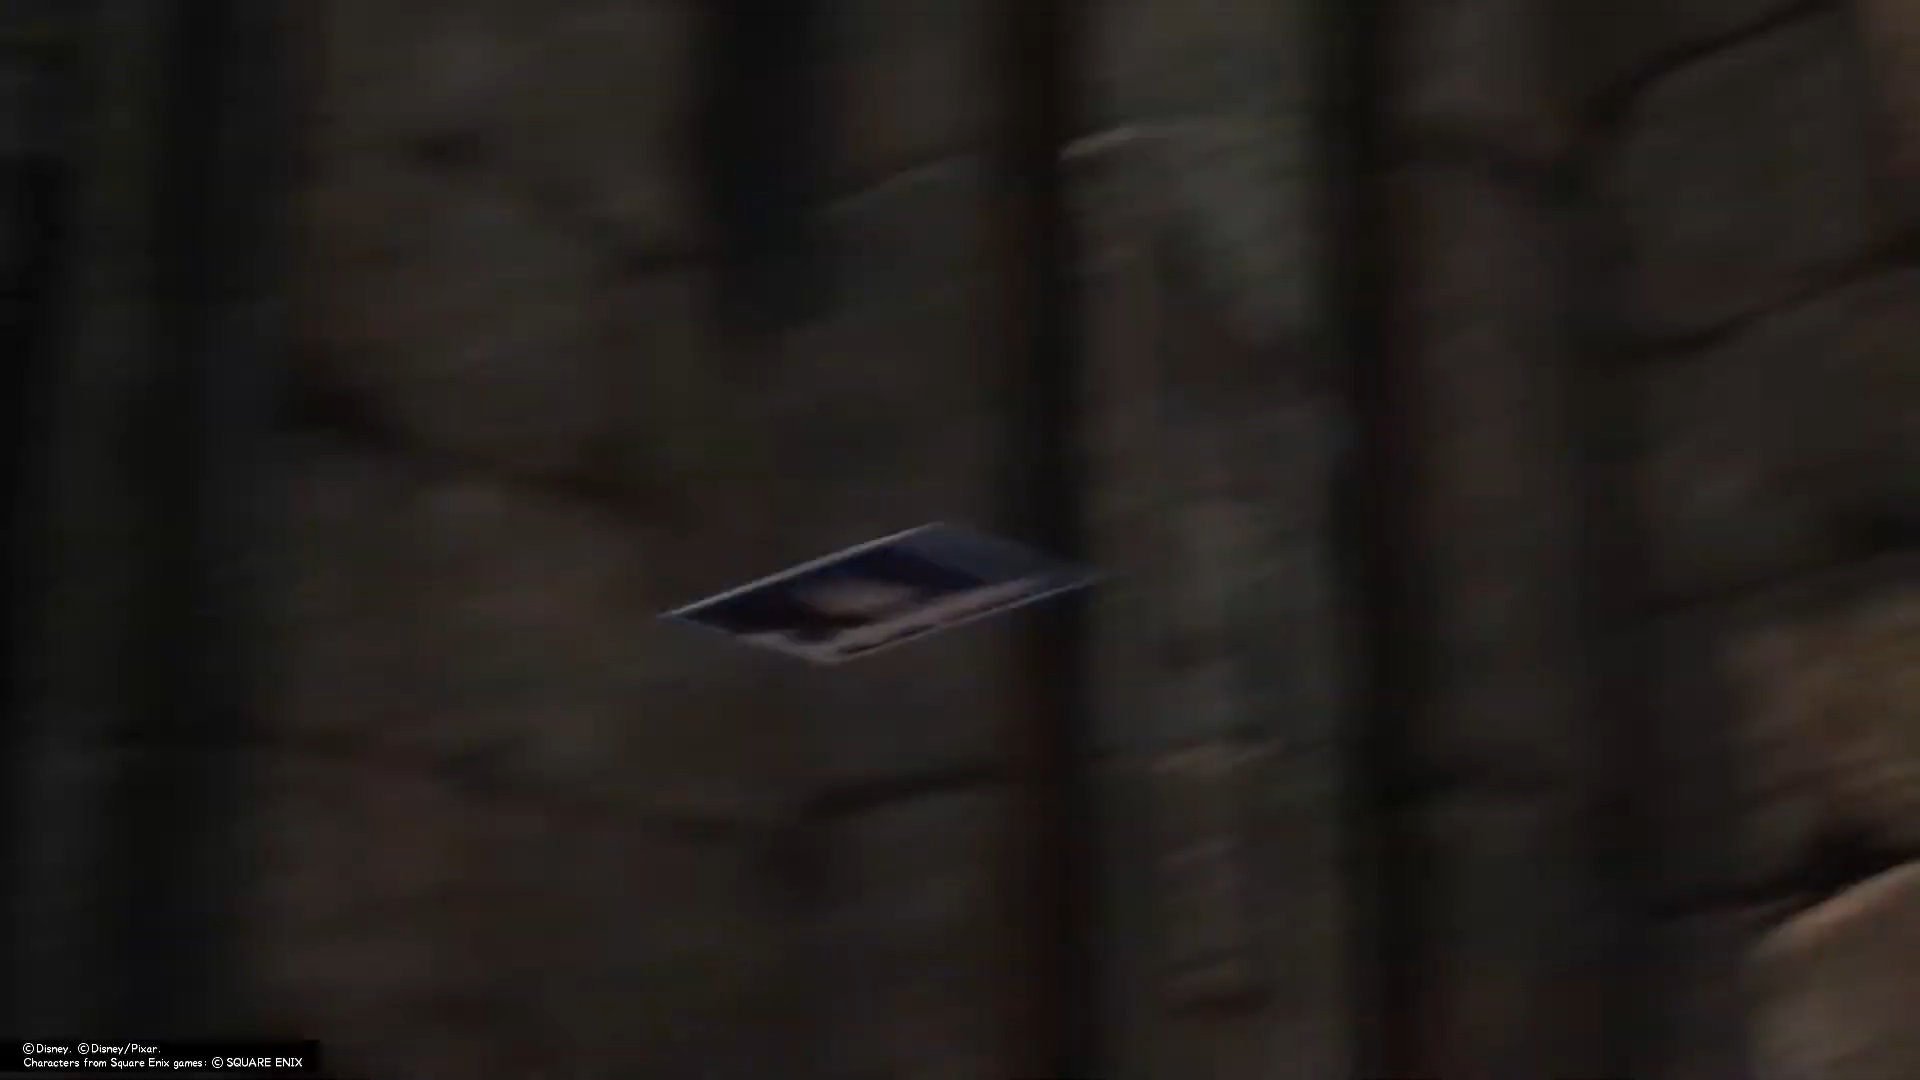 ©Disney. ©Disney/Pixar.
Characters from Square Enix games: © SQUARE ENIX